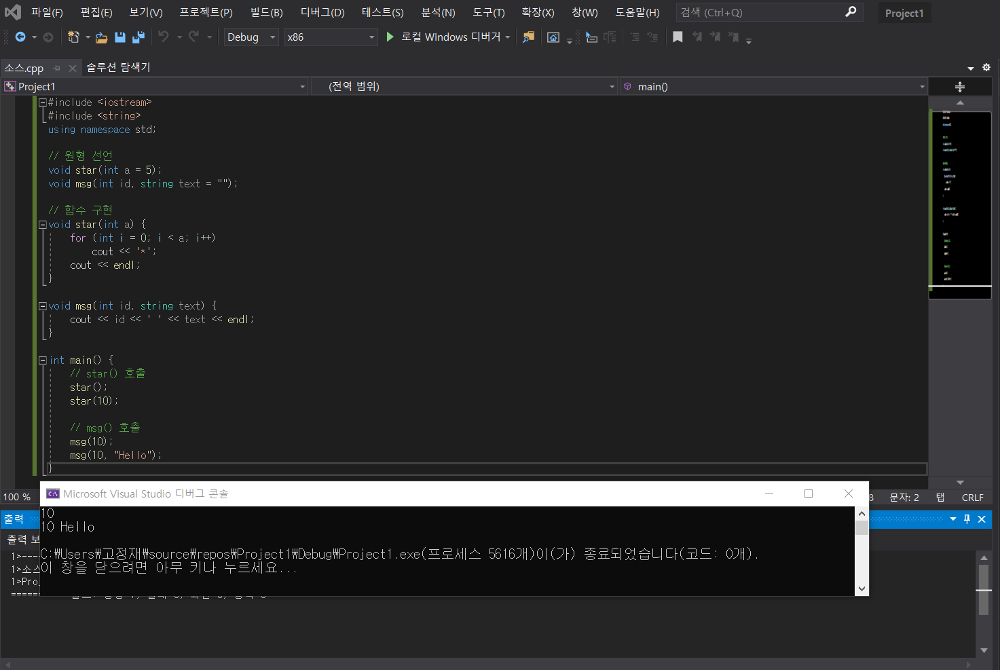 파일(F) 편집(E) 보기(V) 프로젝트(P) 빌드(B) 디버그(D) 테스트(S) 분석(N) 도구(T) 확장(X) 창(W) 도움말(H) 검색 (Ctrl+Q) Project1
Debug x86 로컬 Windows 디버거
소스.cpp 솔루션 탐색기
Project1 (전역 범위) main()
#include <iostream>
#include <string>
using namespace std;
// 원형 선언
void star(int a = 5);
void msg(int id, string text = "");
// 함수 구현
void star(int a) {
for (int i = 0; i < a; i++)
cout << '*';
cout << endl;
}
void msg(int id, string text) {
cout << id << ' ' << text << endl;
}
int main() {
// star() 호출
star();
star(10);
// msg() 호출
msg(10);
msg(10, "Hello");
}
100 % 문자: 2 탭 CRLF
Microsoft Visual Studio 디버그 콘솔
10
10 Hello
C:\Users\고정재\source\repos\Project1\Debug\Project1.exe(프로세스 5616개)이(가) 종료되었습니다(코드: 0개).
이 창을 닫으려면 아무 키나 누르세요...
출력
출력 보
1>----
1>소스
1>Proj